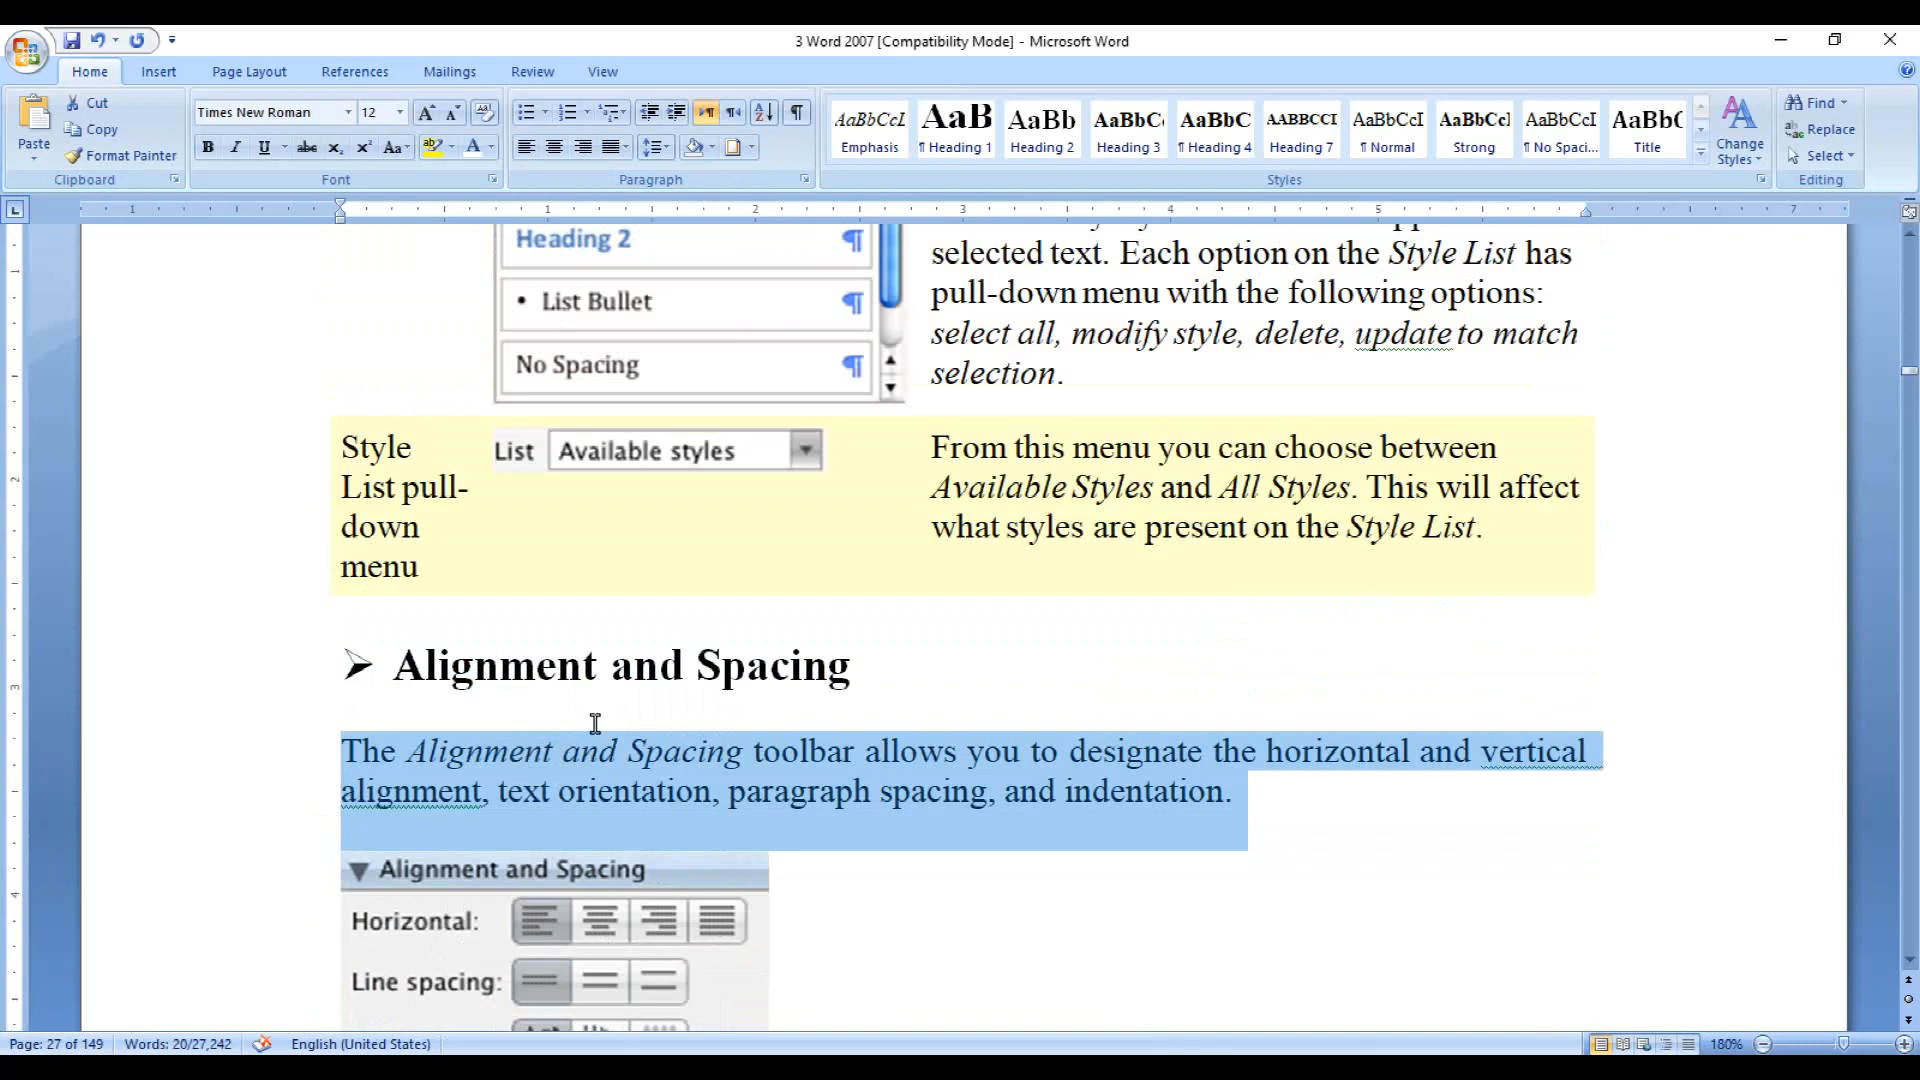 3 Word 2007 [Compatibility Mode] - Microsoft Word
Home Insert Page Layout References Mailings Review View
Paste
Cut
Copy
Format Painter
Clipboard
Times New Roman 12
Font
Paragraph
AaBbCcI AaB AaBb AaBbC AaBbC AABBCCI AaBbCcI AaBbCcI AaBbCcI AaBbC
Emphasis ¶ Heading 1 Heading 2 Heading 3 ¶ Heading 4 Heading 7 ¶ Normal Strong ¶ No Spaci... Title
Change
Styles
Styles
Find
Replace
Select
Editing
1 1 2 3 4 5 7
Heading 2 ¶
• List Bullet ¶
No Spacing ¶
selected text. Each option on the Style List has
pull-down menu with the following options:
select all, modify style, delete, update to match
selection.
Style
List pull-
down
menu
List Available styles
From this menu you can choose between
Available Styles and All Styles. This will affect
what styles are present on the Style List.
➢ Alignment and Spacing
The Alignment and Spacing toolbar allows you to designate the horizontal and vertical
alignment, text orientation, paragraph spacing, and indentation.
Alignment and Spacing
Horizontal:
Line spacing:
Page: 27 of 149 Words: 20/27,242 English (United States) 180%